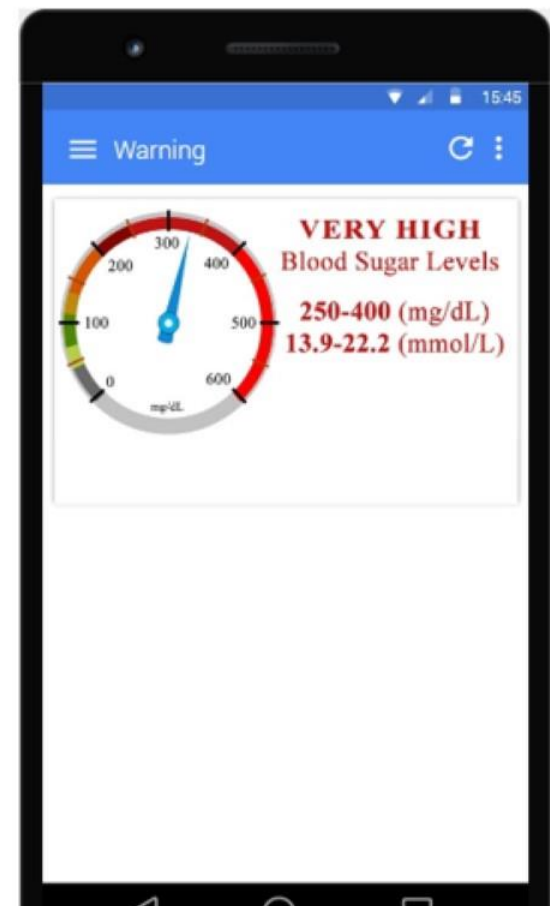 15:45
Warning
VERY HIGH
Blood Sugar Levels
250-400 (mg/dL)
13.9-22.2 (mmol/L)
300
200
400
100
500
0
600
mg/dL